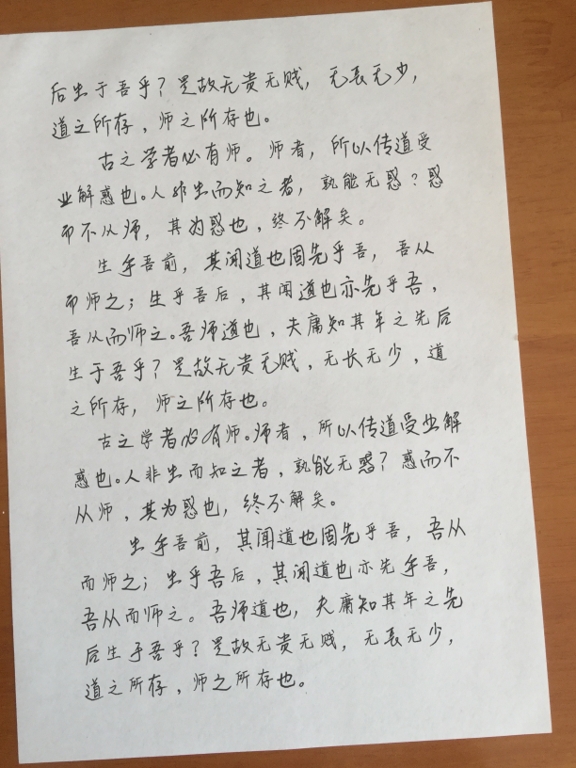 后生于吾乎？是故无贵无贱，无长无少，
道之所存，师之所存也。
古之学者必有师。师者，所以传道受
业解惑也。人非生而知之者，孰能无惑？惑
而不从师，其为惑也，终不解矣。
生乎吾前，其闻道也固先乎吾，吾从
而师之；生乎吾后，其闻道也亦先乎吾，
吾从而师之。吾师道也，夫庸知其年之先后
生于吾乎？是故无贵无贱，无长无少，道
之所存，师之所存也。
古之学者必有师。师者，所以传道受业解
惑也。人非生而知之者，孰能无惑？惑而不
从师，其为惑也，终不解矣。
生乎吾前，其闻道也固先乎吾，吾从
而师之；生乎吾后，其闻道也亦先乎吾，
吾从而师之。吾师道也，夫庸知其年之先
后生于吾乎？是故无贵无贱，无长无少，
道之所存，师之所存也。